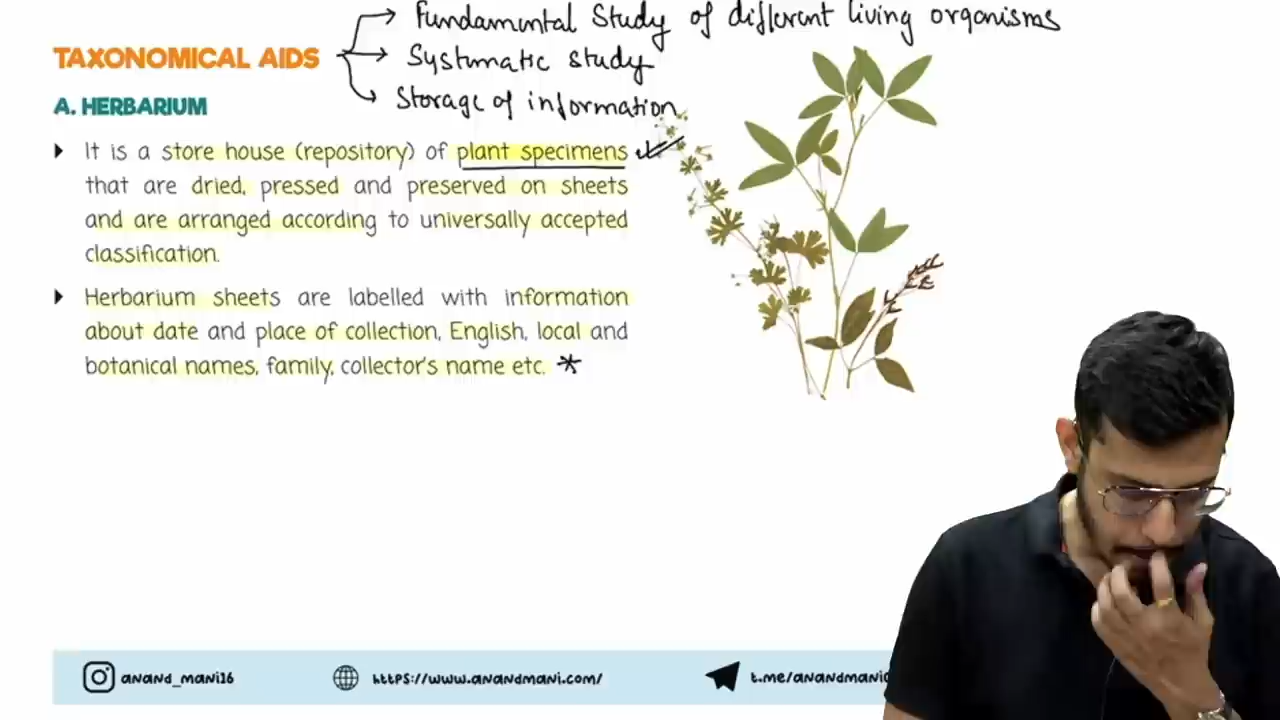 Fundamental Study of different living organisms
TAXONOMICAL AIDS
Systmatic study
Storage of information
A. HERBARIUM
It is a store house (repository) of plant specimens
that are dried, pressed and preserved on sheets
and are arranged according to universally accepted
classification.
Herbarium sheets are labelled with information
about date and place of collection, English, local and
botanical names, family, collector's name etc. *
anand_mani16
https://www.anandmani.com/
t.me/anandmani